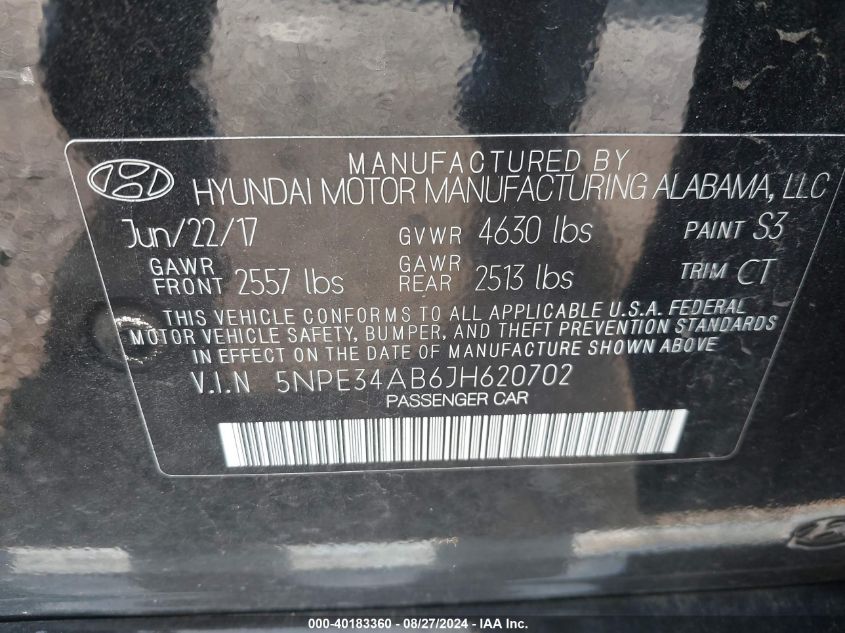 MANUFACTURED BY
HYUNDAI MOTOR MANUFACTURING ALABAMA, LLC
Jun/22/17 GVWR 4630 lbs PAINT S3
GAWR FRONT 2557 lbs GAWR REAR 2513 lbs TRIM CT
THIS VEHICLE CONFORMS TO ALL APPLICABLE U.S.A. FEDERAL
MOTOR VEHICLE SAFETY, BUMPER, AND THEFT PREVENTION STANDARDS
IN EFFECT ON THE DATE OF MANUFACTURE SHOWN ABOVE
V.I.N 5NPE34AB6JH620702
PASSENGER CAR
000-40183360 - 08/27/2024 - IAA Inc.